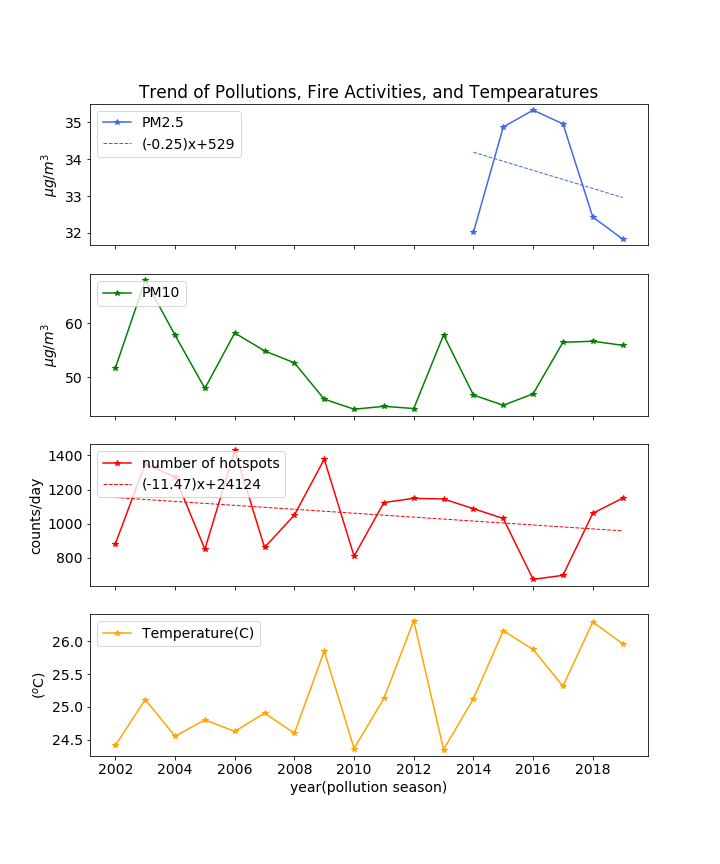 Trend of Pollutions, Fire Activities, and Tempearatures
PM2.5
(-0.25)x+529
35
34
33
32
μg/m³
PM10
60
50
μg/m³
number of hotspots
(-11.47)x+24124
1400
1200
1000
800
counts/day
Temperature(C)
26.0
25.5
25.0
24.5
(°C)
2002 2004 2006 2008 2010 2012 2014 2016 2018
year(pollution season)